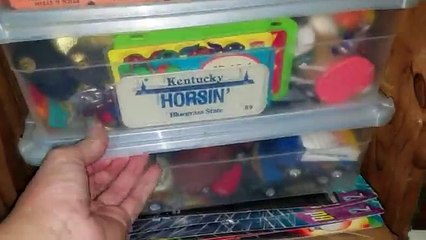 Kentucky
HORSIN'
Bluegrass State
89